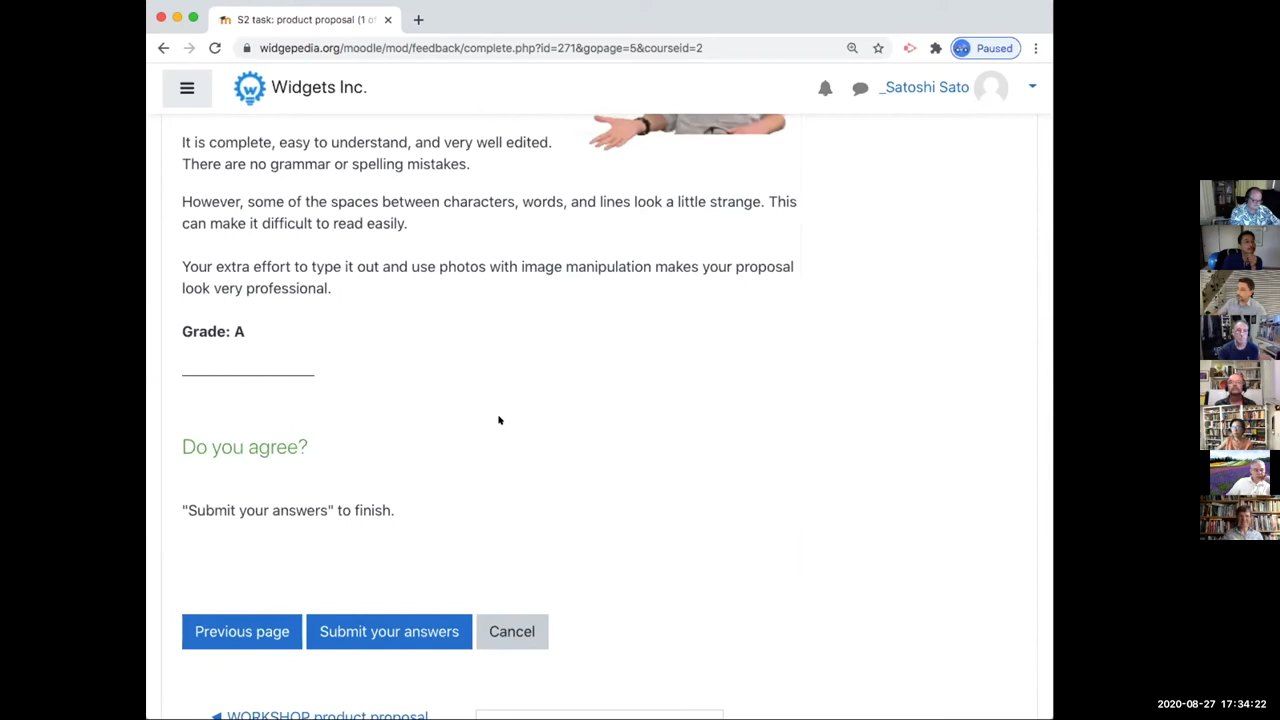 S2 task: product proposal (1 o
widgepedia.org/moodle/mod/feedback/complete.php?id=271&gopage=5&courseid=2
Paused
Widgets Inc.
_Satoshi Sato
It is complete, easy to understand, and very well edited.
There are no grammar or spelling mistakes.
However, some of the spaces between characters, words, and lines look a little strange. This
can make it difficult to read easily.
Your extra effort to type it out and use photos with image manipulation makes your proposal
look very professional.
Grade: A
Do you agree?
"Submit your answers" to finish.
Previous page
Submit your answers
Cancel
◀ WORKSHOP product proposal
2020-08-27 17:34:22